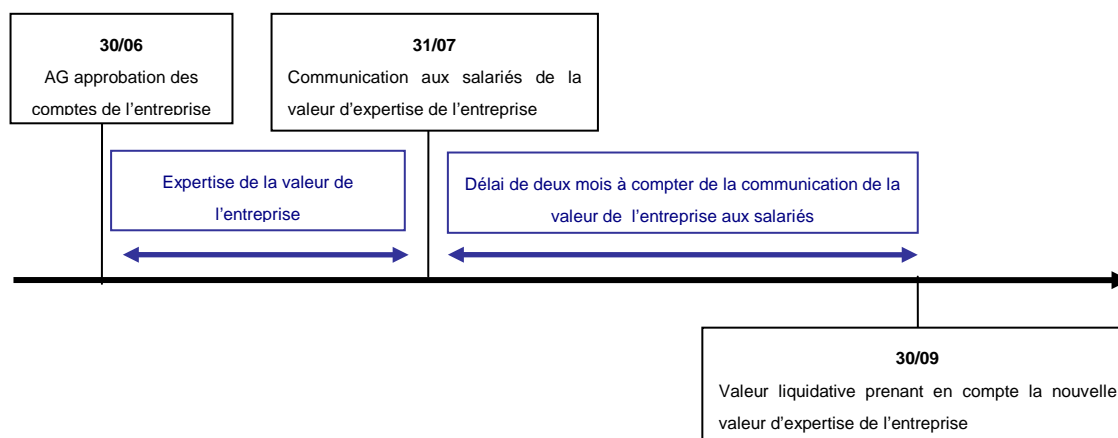 30/06
AG approbation des
comptes de l'entreprise
31/07
Communication aux salariés de la
valeur d'expertise de l'entreprise
Expertise de la valeur de
l'entreprise
Délai de deux mois à compter de la communication de la
valeur de l'entreprise aux salariés
30/09
Valeur liquidative prenant en compte la nouvelle
valeur d'expertise de l'entreprise